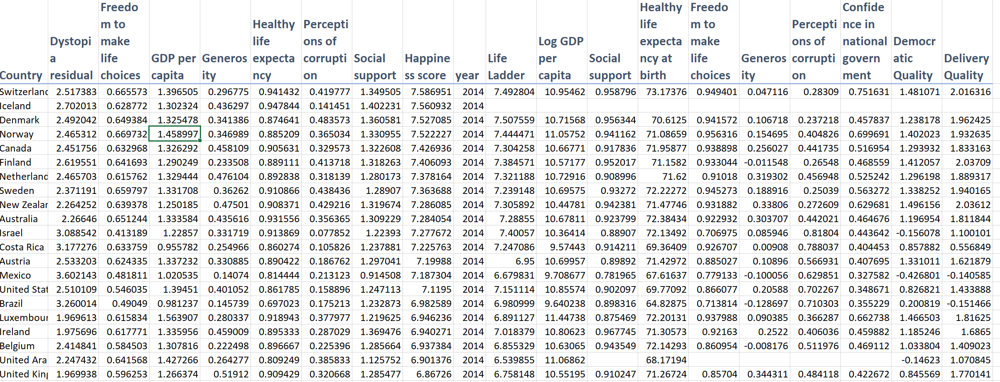 Country Dystopi a residual Freedo m to make life choices GDP per capita Generos ity Healthy life expecta ncy Percepti ons of corrupti on Social support Happine ss score year Life Ladder Log GDP per capita Social support Healthy life expecta ncy at birth Freedo m to make life choices Generos ity Percepti ons of corrupti on Confide nce in national govern ment Democr atic Quality Delivery Quality
Switzerland 2.517383 0.665573 1.396505 0.296775 0.941432 0.419777 1.349505 7.586951 2014 7.492804 10.95462 0.958796 73.17376 0.949401 0.047116 0.28309 0.751631 1.481071 2.016316
Iceland 2.702013 0.628772 1.302324 0.436297 0.947844 0.141451 1.402231 7.560932 2014
Denmark 2.492042 0.649384 1.325478 0.341386 0.874641 0.483573 1.360581 7.527085 2014 7.507559 10.71568 0.956344 70.6125 0.941572 0.106718 0.237218 0.457837 1.238178 1.962425
Norway 2.465312 0.669732 1.458997 0.346989 0.885209 0.365034 1.330955 7.522227 2014 7.444471 11.05752 0.941162 71.08659 0.956316 0.154695 0.404826 0.699691 1.402023 1.932635
Canada 2.451756 0.632968 1.326292 0.458109 0.905631 0.329573 1.322608 7.426936 2014 7.304258 10.66771 0.917836 71.95877 0.938898 0.256027 0.441735 0.516954 1.293932 1.833163
Finland 2.619551 0.641693 1.290249 0.233508 0.889111 0.413718 1.318263 7.406093 2014 7.384571 10.57177 0.952017 71.1582 0.933044 -0.011548 0.26548 0.468559 1.412057 2.03709
Netherland 2.465703 0.615762 1.329444 0.476104 0.892838 0.318139 1.280173 7.378164 2014 7.321188 10.72916 0.908996 71.62 0.91018 0.319302 0.456948 0.525242 1.296198 1.889317
Sweden 2.371191 0.659797 1.331708 0.36262 0.910866 0.438436 1.28907 7.363688 2014 7.239148 10.69575 0.93272 72.22272 0.945273 0.188916 0.25039 0.563272 1.338252 1.940165
New Zealar 2.264252 0.639378 1.250185 0.47501 0.908371 0.429216 1.319674 7.286085 2014 7.305892 10.44781 0.942381 71.47746 0.931882 0.33806 0.272609 0.629681 1.496156 2.03612
Australia 2.26646 0.651244 1.333584 0.435616 0.931556 0.356365 1.309229 7.284054 2014 7.28855 10.67811 0.923799 72.38434 0.922932 0.303707 0.442021 0.464676 1.196954 1.811844
Israel 3.088542 0.413189 1.22857 0.331719 0.913869 0.077852 1.22393 7.277672 2014 7.40057 10.36414 0.88907 72.13492 0.706975 0.085946 0.81804 0.443642 -0.156078 1.100101
Costa Rica 3.177276 0.633759 0.955782 0.254966 0.860274 0.105826 1.237881 7.225763 2014 7.247086 9.57443 0.914211 69.36409 0.926707 0.00908 0.788037 0.404453 0.857882 0.556849
Austria 2.533203 0.624335 1.337232 0.330885 0.890422 0.186762 1.297041 7.19988 2014 6.95 10.69957 0.89892 71.42972 0.885027 0.10896 0.566931 0.407695 1.331011 1.621879
Mexico 3.602143 0.481811 1.020535 0.14074 0.814444 0.213123 0.914508 7.187304 2014 6.679831 9.708677 0.781965 67.61637 0.779133 -0.100056 0.629851 0.327582 -0.426801 -0.140585
United Stat 2.510109 0.546035 1.39451 0.401052 0.861785 0.158896 1.247113 7.1195 2014 7.151114 10.85574 0.902097 69.77092 0.866077 0.20588 0.702267 0.348671 0.826821 1.433888
Brazil 3.260014 0.49049 0.981237 0.145739 0.697023 0.175213 1.232873 6.982589 2014 6.980999 9.640238 0.898316 64.82875 0.713814 -0.128697 0.710303 0.355229 0.200819 -0.151466
Luxembour 1.969613 0.615834 1.563907 0.280337 0.918943 0.377977 1.219625 6.946236 2014 6.891127 11.44738 0.875469 72.20131 0.937988 0.090385 0.366287 0.662738 1.466503 1.81625
Ireland 1.975696 0.617771 1.335956 0.459009 0.895333 0.287029 1.369476 6.940271 2014 7.018379 10.80623 0.967745 71.30573 0.92163 0.2522 0.406036 0.459882 1.185246 1.6865
Belgium 2.414841 0.584503 1.307816 0.222498 0.896667 0.225396 1.285664 6.937384 2014 6.855329 10.63065 0.943549 72.14293 0.860954 -0.008176 0.511976 0.469112 1.033804 1.409023
United Ara 2.247432 0.641568 1.427266 0.264277 0.809249 0.385833 1.125752 6.901376 2014 6.539855 11.06862 68.17194 -0.14623 1.070845
United King 1.969938 0.596253 1.266374 0.51912 0.909429 0.320668 1.285477 6.86726 2014 6.758148 10.55195 0.910247 71.26724 0.85704 0.344311 0.484118 0.422672 0.845569 1.770141